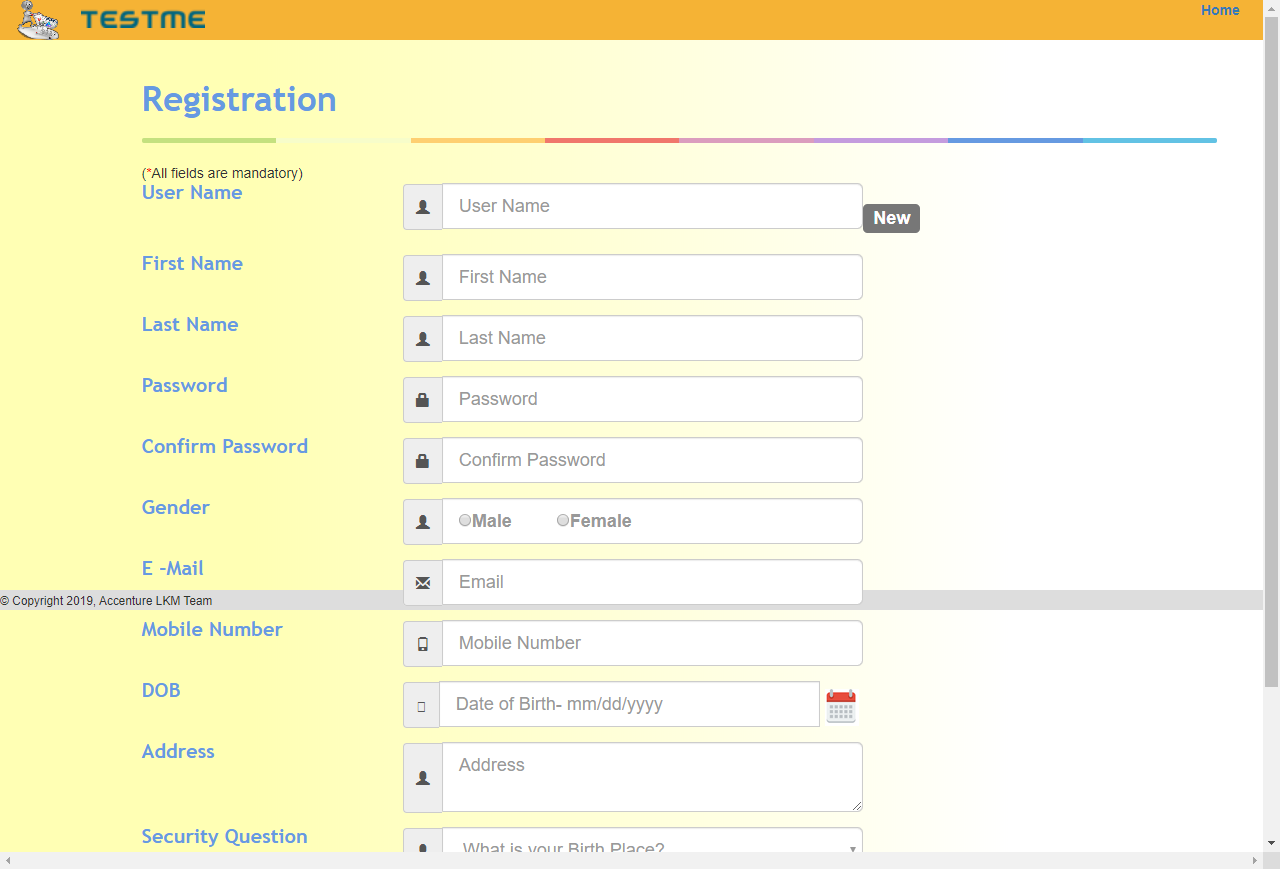 TESTME
Home
Registration
(*All fields are mandatory)
User Name
User Name
New
First Name
First Name
Last Name
Last Name
Password
Password
Confirm Password
Confirm Password
Gender
Male Female
E -Mail
Email
© Copyright 2019, Accenture LKM Team
Mobile Number
Mobile Number
DOB
Date of Birth- mm/dd/yyyy
Address
Address
Security Question
What is your Birth Place?